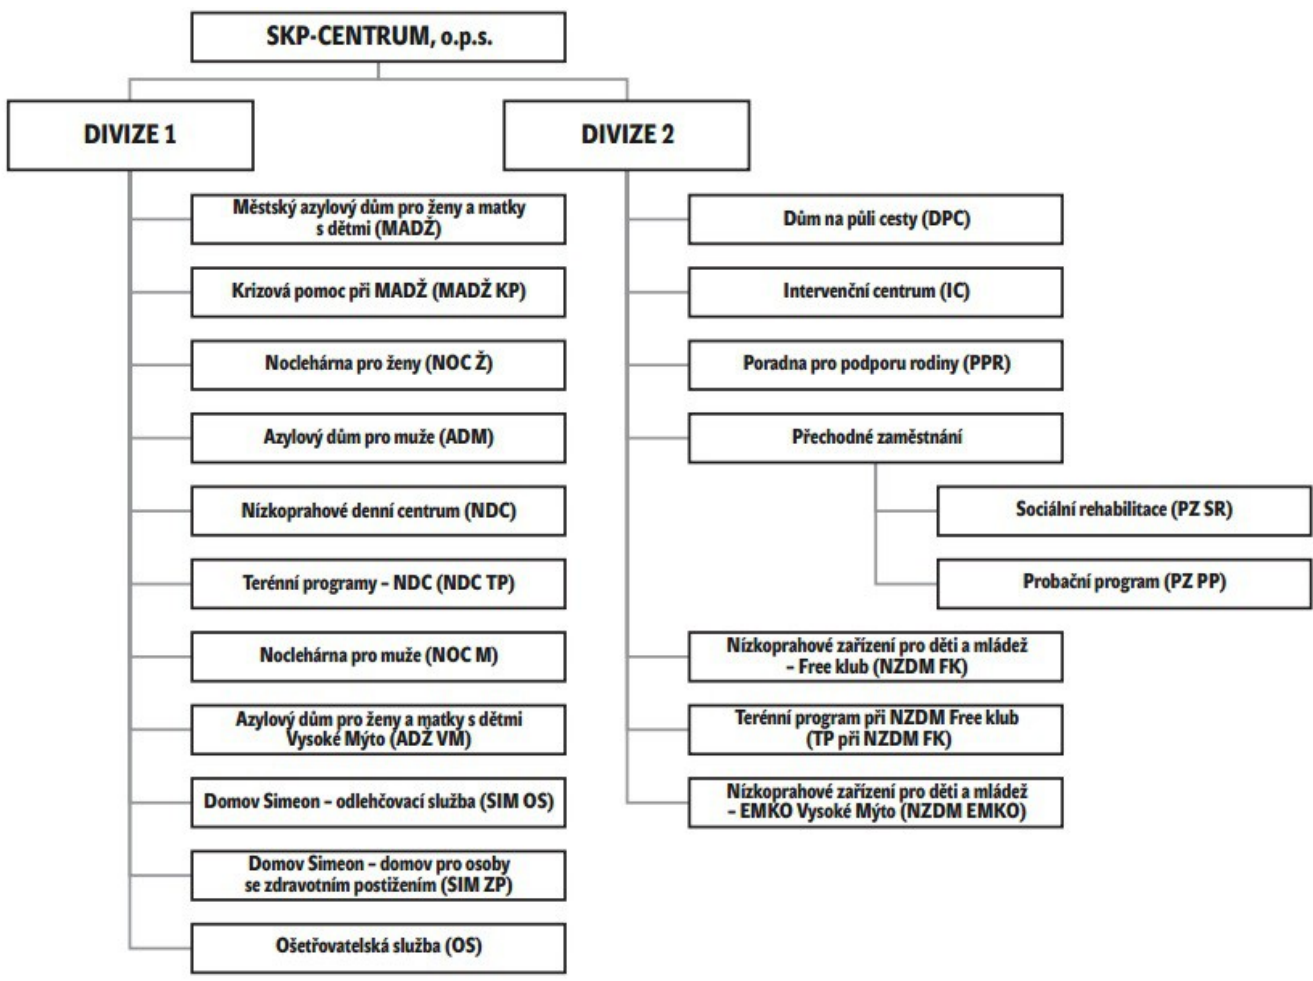 SKP-CENTRUM, o.p.s.
DIVIZE 1
DIVIZE 2
Městský azylový dům pro ženy a matky
s dětmi (MADŽ)
Krizová pomoc při MADŽ (MADŽ KP)
Noclehárna pro ženy (NOC Ž)
Azylový dům pro muže (ADM)
Nízkoprahové denní centrum (NDC)
Terénní programy – NDC (NDC TP)
Noclehárna pro muže (NOC M)
Azylový dům pro ženy a matky s dětmi
Vysoké Mýto (ADŽ VM)
Domov Simeon – odlehčovací služba (SIM OS)
Domov Simeon – domov pro osoby
se zdravotním postižením (SIM ZP)
Ošetřovatelská služba (OS)
Dům na půli cesty (DPC)
Intervenční centrum (IC)
Poradna pro podporu rodiny (PPR)
Přechodné zaměstnání
Sociální rehabilitace (PZ SR)
Probační program (PZ PP)
Nízkoprahové zařízení pro děti a mládež
– Free klub (NZDM FK)
Terénní program při NZDM Free klub
(TP při NZDM FK)
Nízkoprahové zařízení pro děti a mládež
– EMKO Vysoké Mýto (NZDM EMKO)